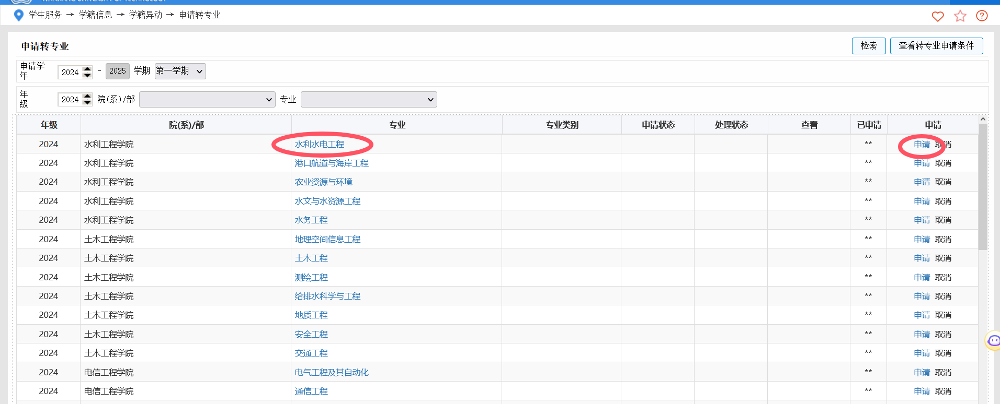 学生服务 → 学籍信息 → 学籍异动 → 申请转专业
申请转专业 检索 查看转专业申请条件
申请学年 2024 - 2025 学期 第一学期
年级 2024 院(系)/部 专业
年级 院(系)/部 专业 专业类别 申请状态 处理状态 查看 已申请 申请
2024 水利工程学院 水利水电工程 ** 申请 取消
2024 水利工程学院 港口航道与海岸工程 ** 申请 取消
2024 水利工程学院 农业资源与环境 ** 申请 取消
2024 水利工程学院 水文与水资源工程 ** 申请 取消
2024 水利工程学院 水务工程 ** 申请 取消
2024 土木工程学院 地理空间信息工程 ** 申请 取消
2024 土木工程学院 土木工程 ** 申请 取消
2024 土木工程学院 测绘工程 ** 申请 取消
2024 土木工程学院 给排水科学与工程 ** 申请 取消
2024 土木工程学院 地质工程 ** 申请 取消
2024 土木工程学院 安全工程 ** 申请 取消
2024 土木工程学院 交通工程 ** 申请 取消
2024 电信工程学院 电气工程及其自动化 ** 申请 取消
2024 电信工程学院 通信工程 ** 申请 取消